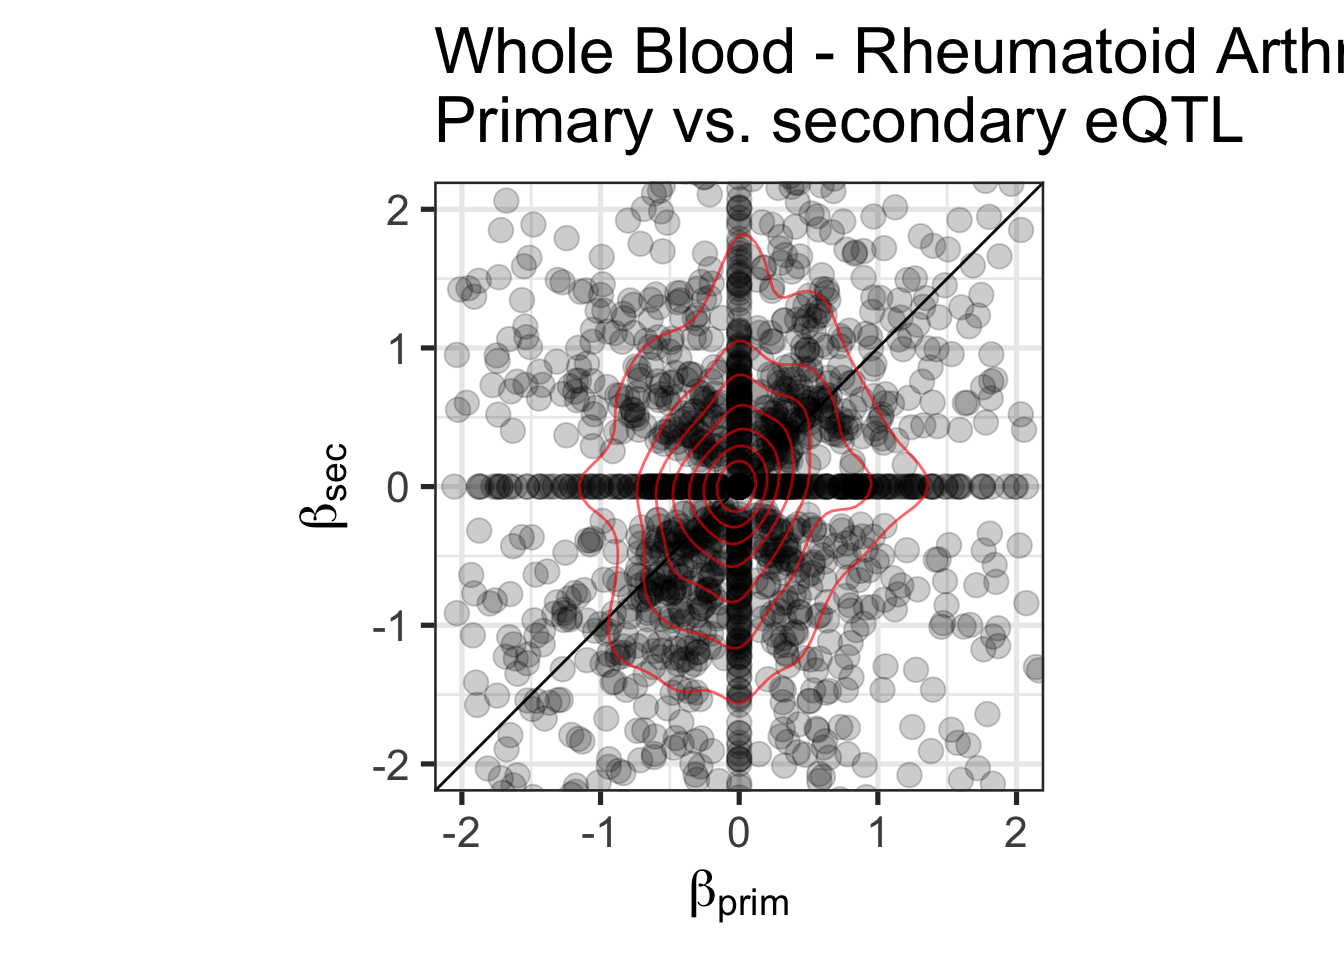 Whole Blood - Rheumatoid Arthr
Primary vs. secondary eQTL
2
1
0
-1
-2
βsec
-2 -1 0 1 2
βprim